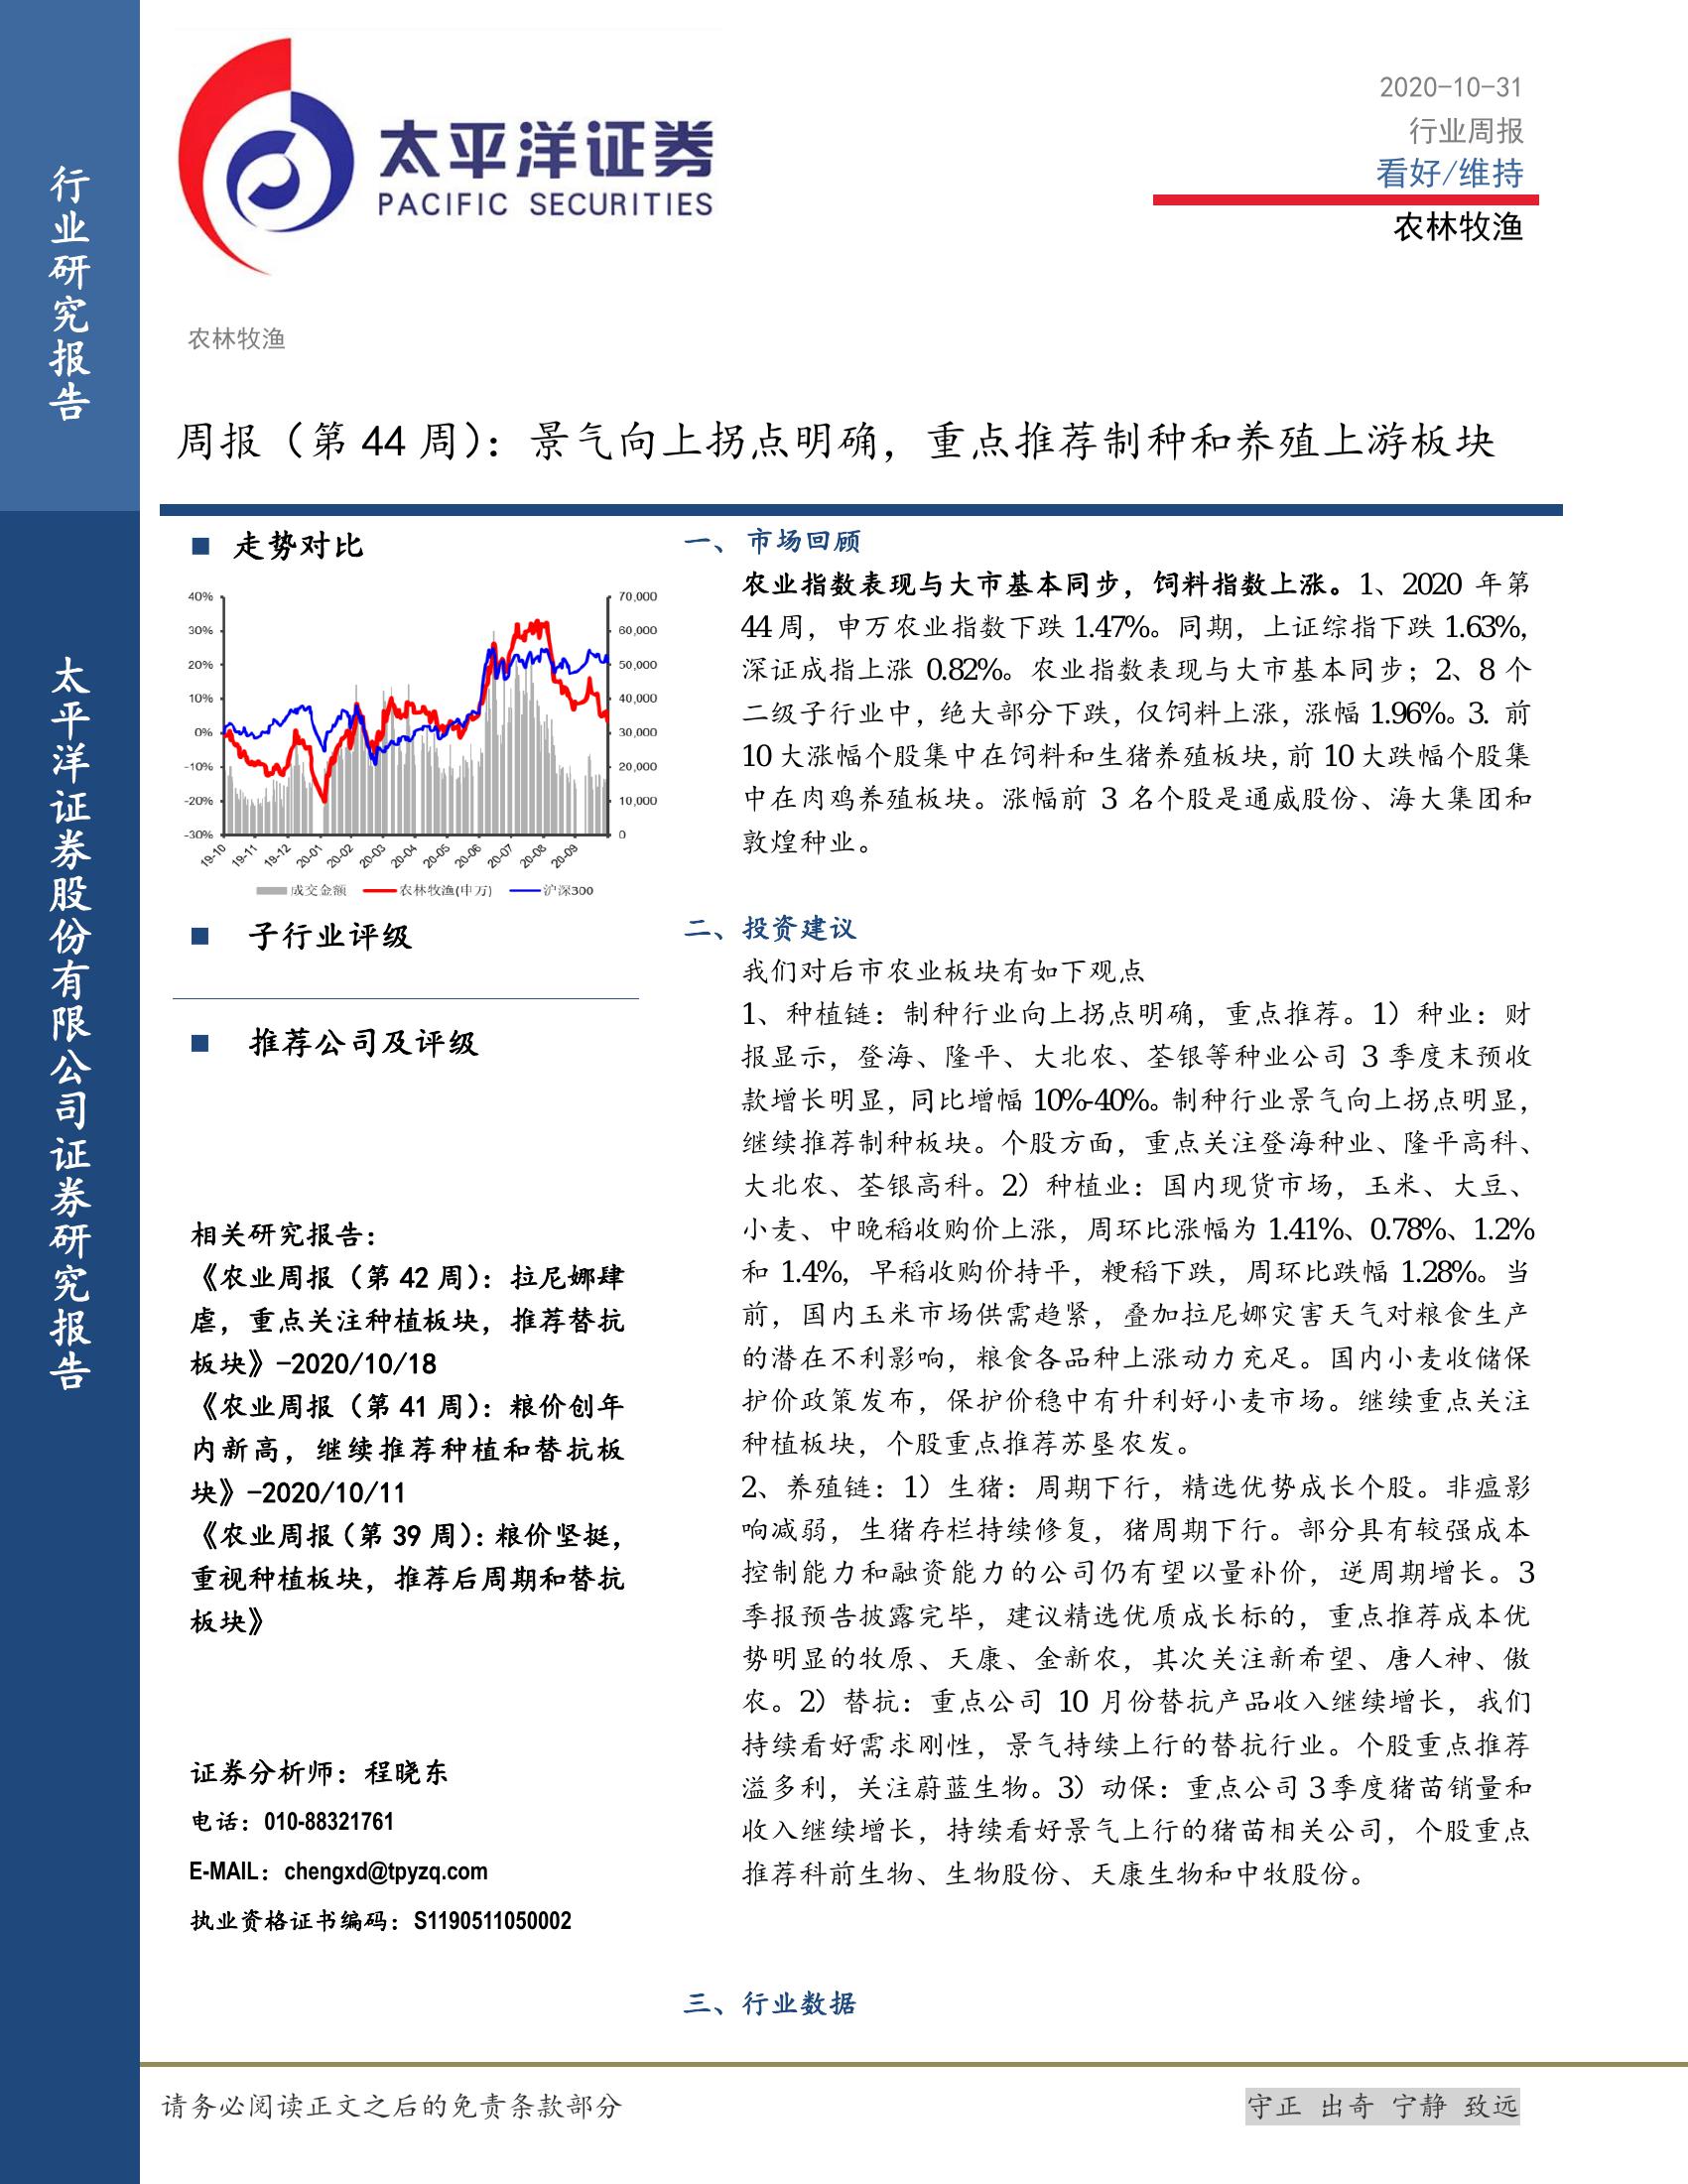 行业研究报告
太平洋证券股份有限公司证券研究报告
太平洋证券
PACIFIC SECURITIES
2020-10-31
行业周报
看好/维持
农林牧渔
农林牧渔
周报（第 44 周）：景气向上拐点明确，重点推荐制种和养殖上游板块
■ 走势对比
40%
30%
20%
10%
0%
-10%
-20%
-30%
70,000
60,000
50,000
40,000
30,000
20,000
10,000
0
19-10 19-11 19-12 20-01 20-02 20-03 20-04 20-05 20-06 20-07 20-08 20-09
成交金额 农林牧渔(申万) 沪深300
■ 子行业评级
■ 推荐公司及评级
相关研究报告：
《农业周报（第 42 周）：拉尼娜肆
虐，重点关注种植板块，推荐替抗
板块》-2020/10/18
《农业周报（第 41 周）：粮价创年
内新高，继续推荐种植和替抗板
块》-2020/10/11
《农业周报（第 39 周）：粮价坚挺，
重视种植板块，推荐后周期和替抗
板块》
证券分析师：程晓东
电话：010-88321761
E-MAIL：chengxd@tpyzq.com
执业资格证书编码：S1190511050002
一、 市场回顾
农业指数表现与大市基本同步，饲料指数上涨。1、2020 年第
44 周，申万农业指数下跌 1.47%。同期，上证综指下跌 1.63%,
深证成指上涨 0.82%。农业指数表现与大市基本同步；2、8 个
二级子行业中，绝大部分下跌，仅饲料上涨，涨幅 1.96%。3. 前
10 大涨幅个股集中在饲料和生猪养殖板块，前 10 大跌幅个股集
中在肉鸡养殖板块。涨幅前 3 名个股是通威股份、海大集团和
敦煌种业。
二、投资建议
我们对后市农业板块有如下观点
1、种植链：制种行业向上拐点明确，重点推荐。1）种业：财
报显示，登海、隆平、大北农、荃银等种业公司 3 季度末预收
款增长明显，同比增幅 10%-40%。制种行业景气向上拐点明显，
继续推荐制种板块。个股方面，重点关注登海种业、隆平高科、
大北农、荃银高科。2）种植业：国内现货市场，玉米、大豆、
小麦、中晚稻收购价上涨，周环比涨幅为 1.41%、0.78%、1.2%
和 1.4%，早稻收购价持平，粳稻下跌，周环比跌幅 1.28%。当
前，国内玉米市场供需趋紧，叠加拉尼娜灾害天气对粮食生产
的潜在不利影响，粮食各品种上涨动力充足。国内小麦收储保
护价政策发布，保护价稳中有升利好小麦市场。继续重点关注
种植板块，个股重点推荐苏垦农发。
2、养殖链：1）生猪：周期下行，精选优势成长个股。非瘟影
响减弱，生猪存栏持续修复，猪周期下行。部分具有较强成本
控制能力和融资能力的公司仍有望以量补价，逆周期增长。3
季报预告披露完毕，建议精选优质成长标的，重点推荐成本优
势明显的牧原、天康、金新农，其次关注新希望、唐人神、傲
农。2）替抗：重点公司 10 月份替抗产品收入继续增长，我们
持续看好需求刚性，景气持续上行的替抗行业。个股重点推荐
溢多利，关注蔚蓝生物。3）动保：重点公司 3 季度猪苗销量和
收入继续增长，持续看好景气上行的猪苗相关公司，个股重点
推荐科前生物、生物股份、天康生物和中牧股份。
三、行业数据
请务必阅读正文之后的免责条款部分
守正 出奇 宁静 致远